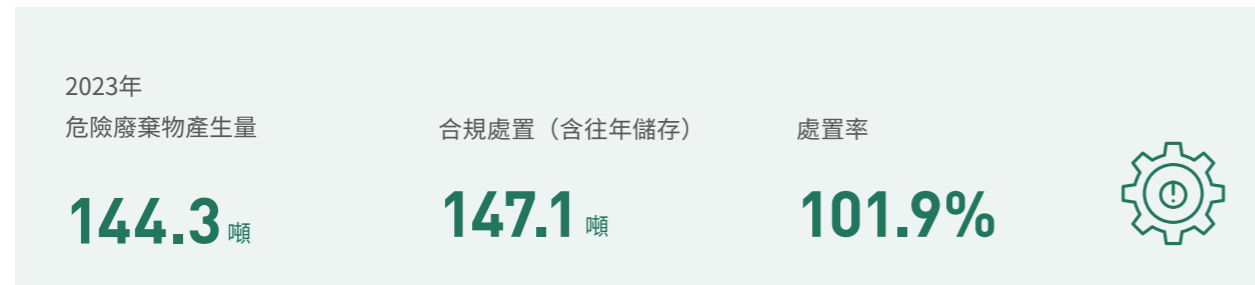 2023年
危險廢棄物產生量
144.3 噸
合規處置（含往年儲存）
147.1 噸
處置率
101.9%